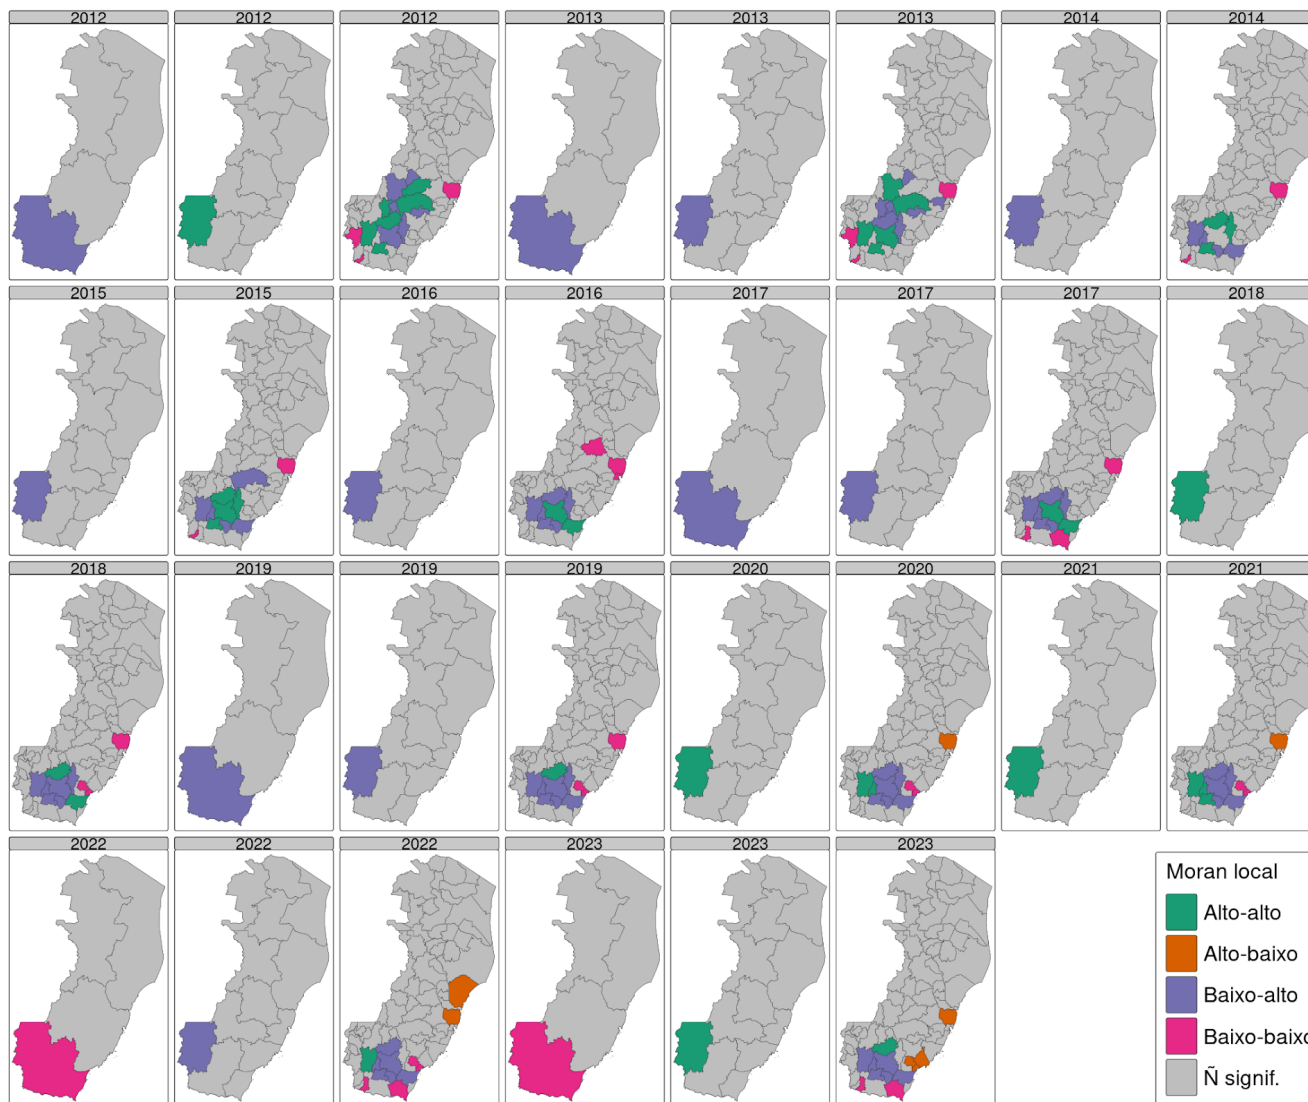 2012 2012 2012 2013 2013 2013 2014 2014
2015 2015 2016 2016 2017 2017 2017 2018
2018 2019 2019 2019 2020 2020 2021 2021
2022 2022 2022 2023 2023 2023
Moran local
Alto-alto
Alto-baixo
Baixo-alto
Baixo-baixo
Ñ signif.